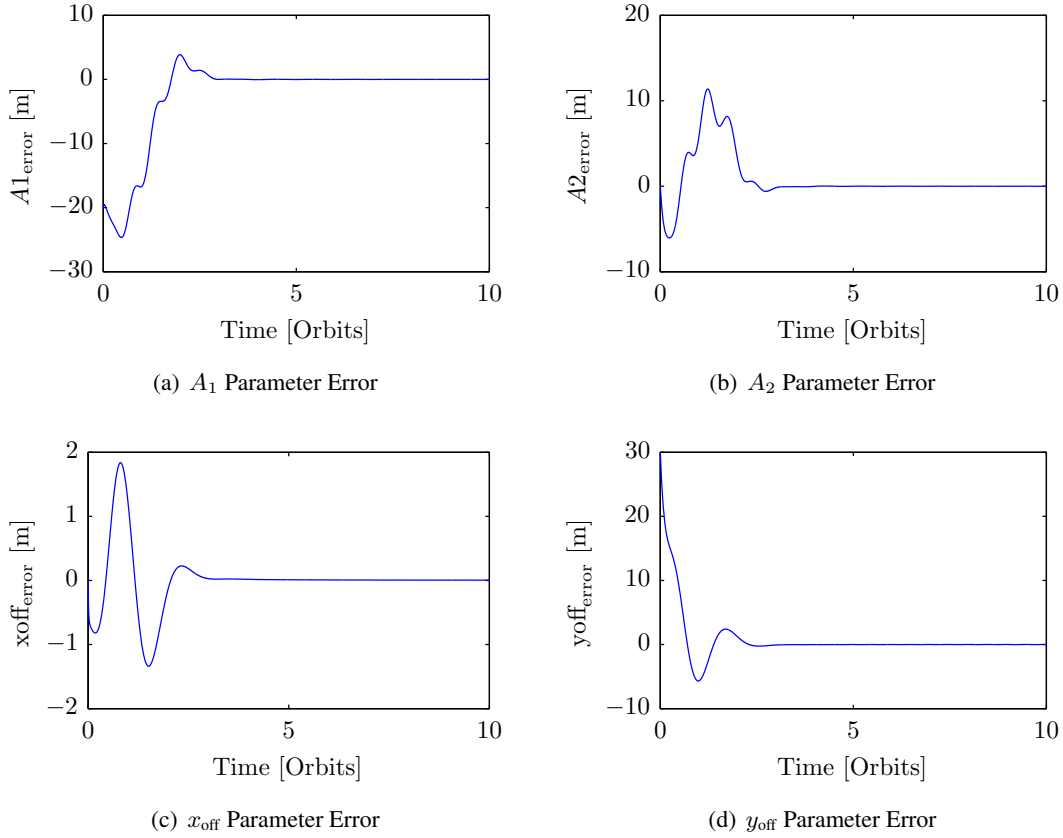 10
0
−10
−20
−30
0
5
10
A1error [m]
Time [Orbits]
(a) A1 Parameter Error
20
10
0
−10
0
5
10
A2error [m]
Time [Orbits]
(b) A2 Parameter Error
2
1
0
−1
−2
0
5
10
xofferror [m]
Time [Orbits]
(c) xoff Parameter Error
30
20
10
0
−10
0
5
10
yofferror [m]
Time [Orbits]
(d) yoff Parameter Error